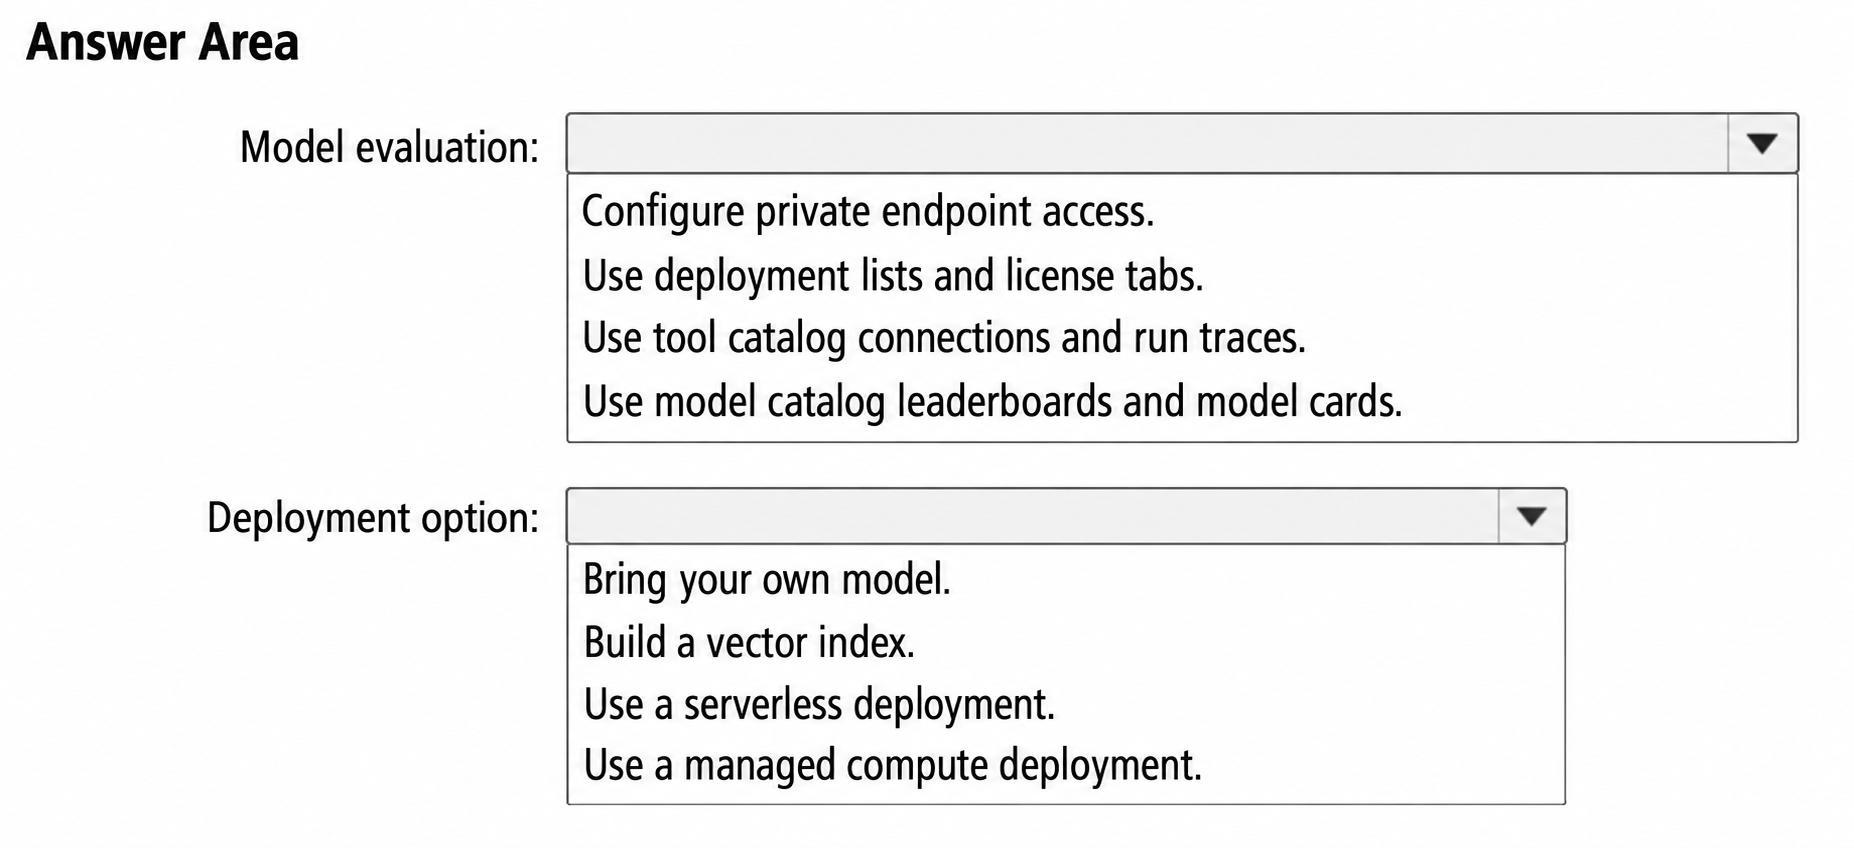 Answer Area
Model evaluation:
Configure private endpoint access.
Use deployment lists and license tabs.
Use tool catalog connections and run traces.
Use model catalog leaderboards and model cards.
Deployment option:
Bring your own model.
Build a vector index.
Use a serverless deployment.
Use a managed compute deployment.